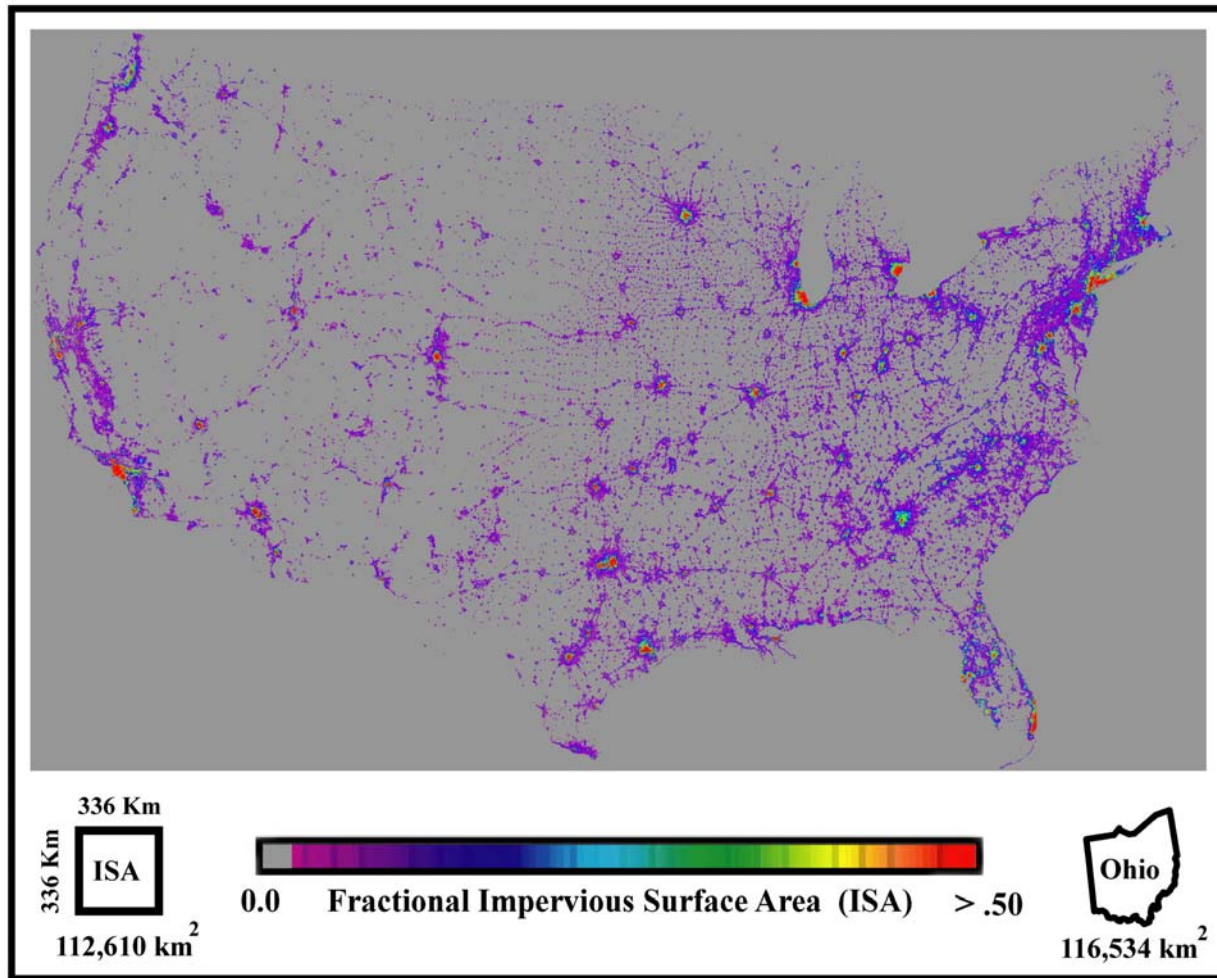 336 Km
336 Km
ISA
112,610 km²
0.0 Fractional Impervious Surface Area (ISA) > .50
Ohio
116,534 km²